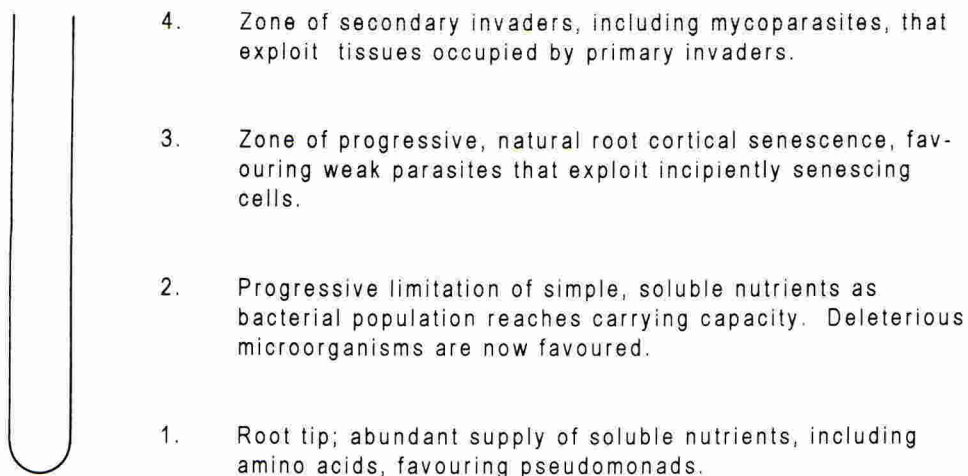 4. Zone of secondary invaders, including mycoparasites, that
exploit tissues occupied by primary invaders.
3. Zone of progressive, natural root cortical senescence, fav-
ouring weak parasites that exploit incipiently senescing
cells.
2. Progressive limitation of simple, soluble nutrients as
bacterial population reaches carrying capacity. Deleterious
microorganisms are now favoured.
1. Root tip; abundant supply of soluble nutrients, including
amino acids, favouring pseudomonads.